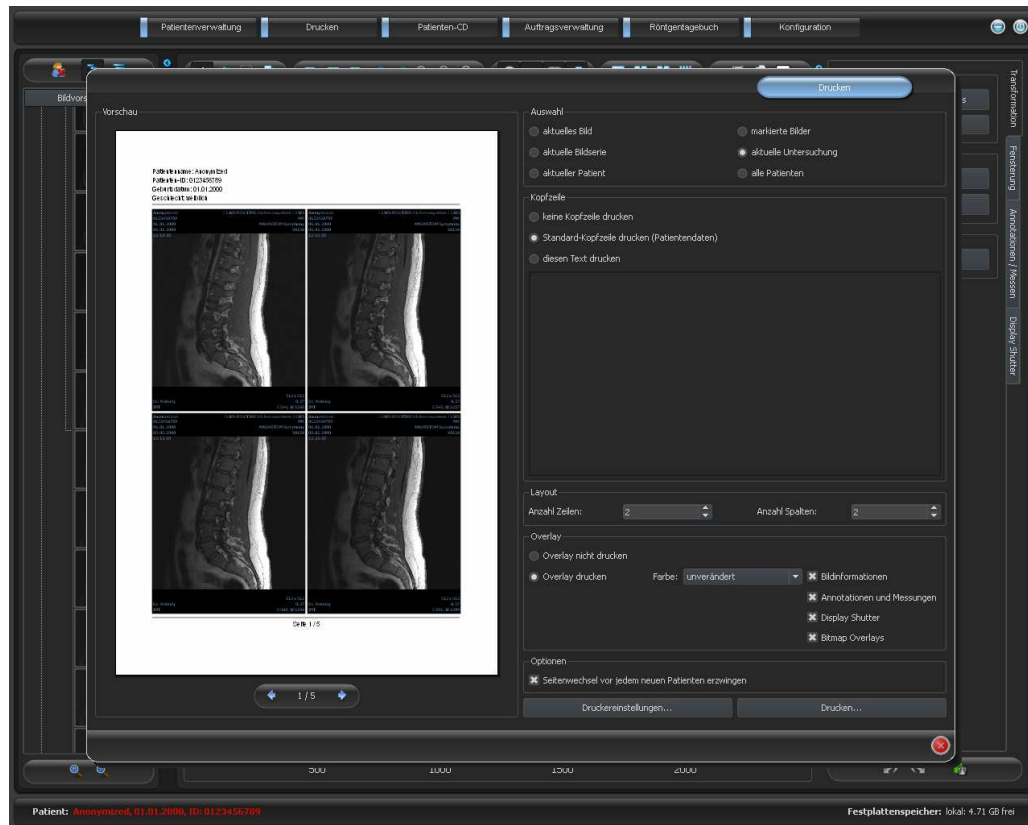 Patientenverwaltung
Drucken
Patienten-CD
Auftragsverwaltung
Röntgentagebuch
Konfiguration
Drucken
Vorschau
Patientenname: Anonymized
Patienten-ID: 0123456789
Geburtsdatum: 01.01.2000
Geschlecht: weiblich
Seite 1/5
1/5
Auswahl
aktuelles Bild
markierte Bilder
aktuelle Bildserie
aktuelle Untersuchung
aktueller Patient
alle Patienten
Kopfzeile
keine Kopfzeile drucken
Standard-Kopfzeile drucken (Patientendaten)
diesen Text drucken
Layout
Anzahl Zeilen: 2
Anzahl Spalten: 2
Overlay
Overlay nicht drucken
Overlay drucken
Farbe: unverändert
Bildinformationen
Annotationen und Messungen
Display Shutter
Bitmap Overlays
Optionen
Seitenwechsel vor jedem neuen Patienten erzwingen
Druckereinstellungen...
Drucken...
Transformation
Fensterung
Annotationen / Messen
Display Shutter
500 1000 1500 2000
Patient: Anonymized, 01.01.2000, ID: 0123456789
Festplattenspeicher: lokal: 4.71 GB frei